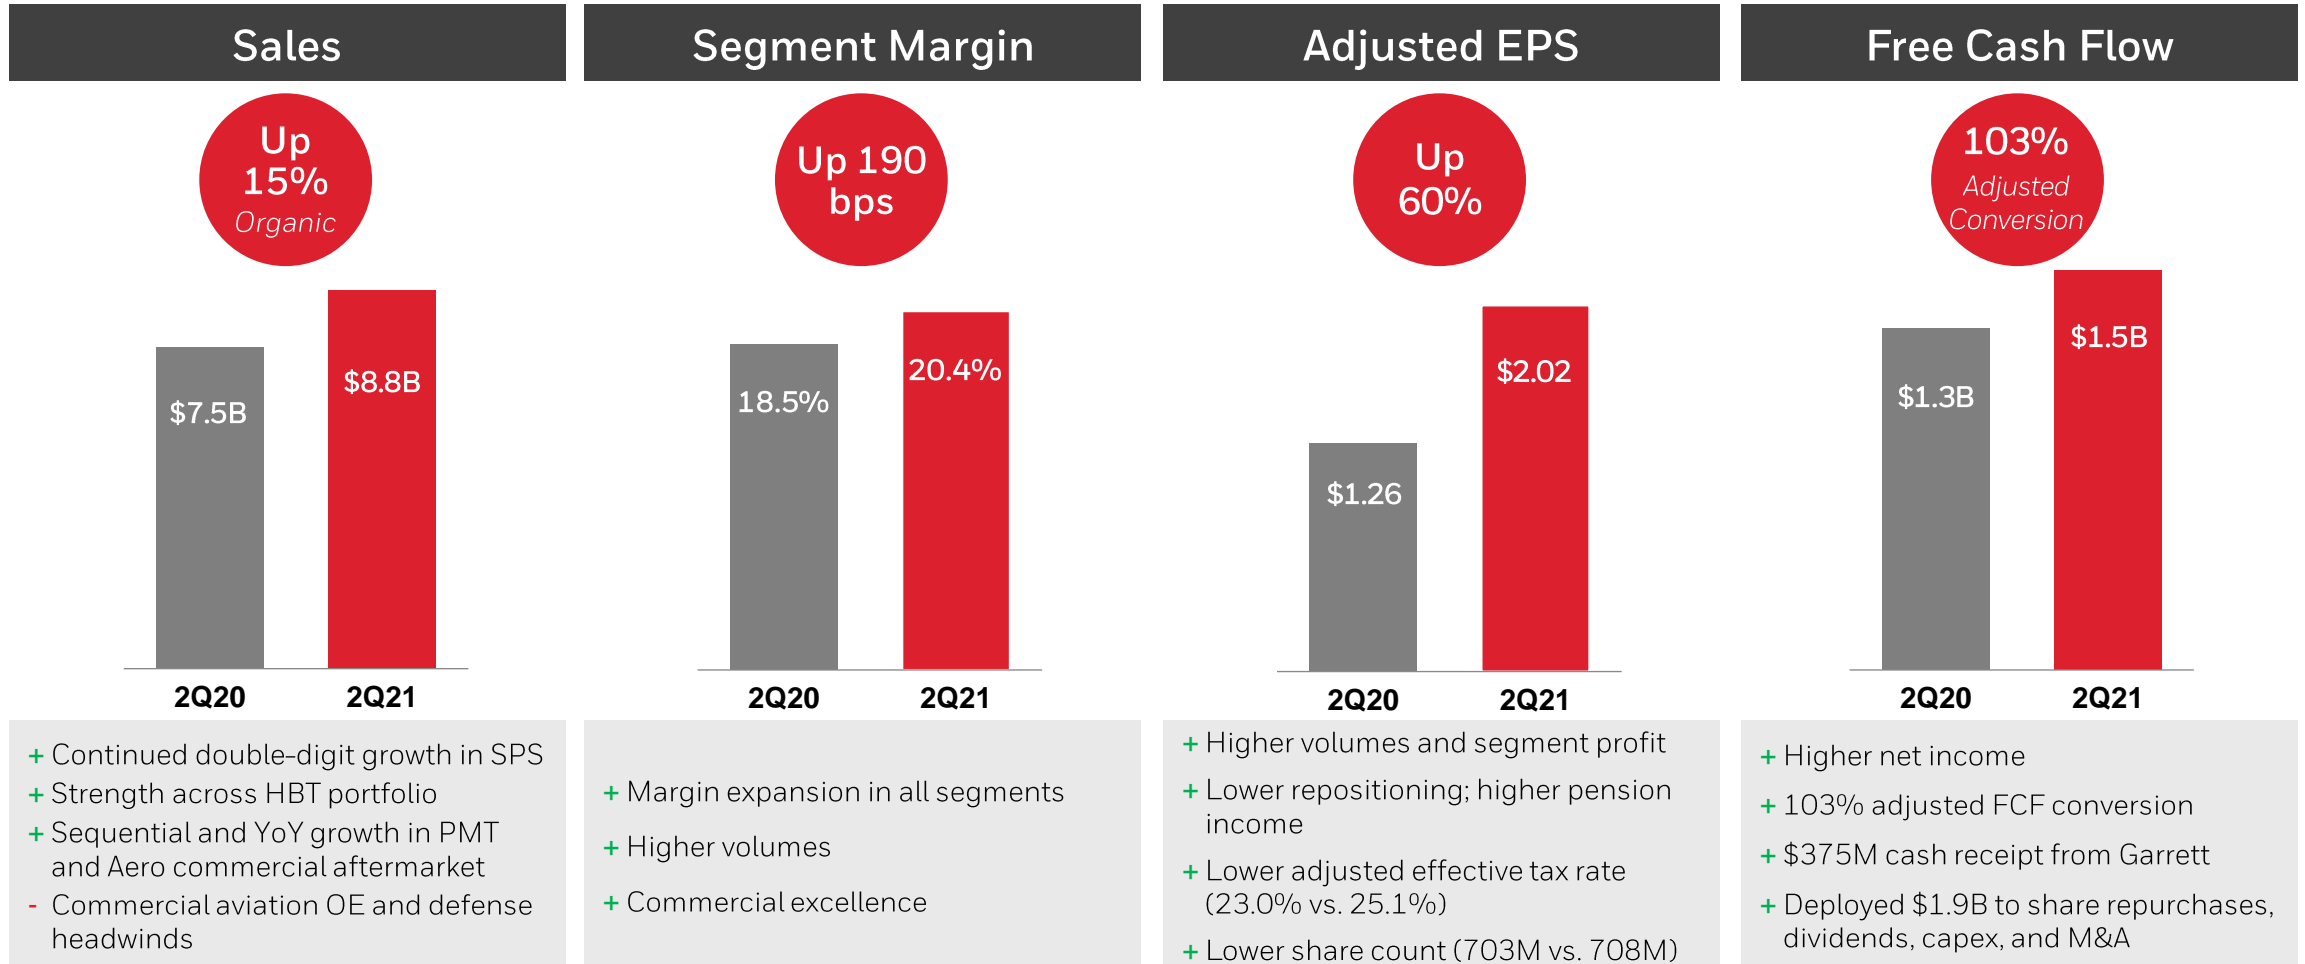 Sales
Up
15%
Organic
$7.5B
$8.8B
2Q20
2Q21
+ Continued double-digit growth in SPS
+ Strength across HBT portfolio
+ Sequential and YoY growth in PMT
and Aero commercial aftermarket
- Commercial aviation OE and defense
headwinds
Segment Margin
Up 190
bps
18.5%
20.4%
2Q20
2Q21
+ Margin expansion in all segments
+ Higher volumes
+ Commercial excellence
Adjusted EPS
Up
60%
$1.26
$2.02
2Q20
2Q21
+ Higher volumes and segment profit
+ Lower repositioning; higher pension
income
+ Lower adjusted effective tax rate
(23.0% vs. 25.1%)
+ Lower share count (703M vs. 708M)
Free Cash Flow
103%
Adjusted
Conversion
$1.3B
$1.5B
2Q20
2Q21
+ Higher net income
+ 103% adjusted FCF conversion
+ $375M cash receipt from Garrett
+ Deployed $1.9B to share repurchases,
dividends, capex, and M&A